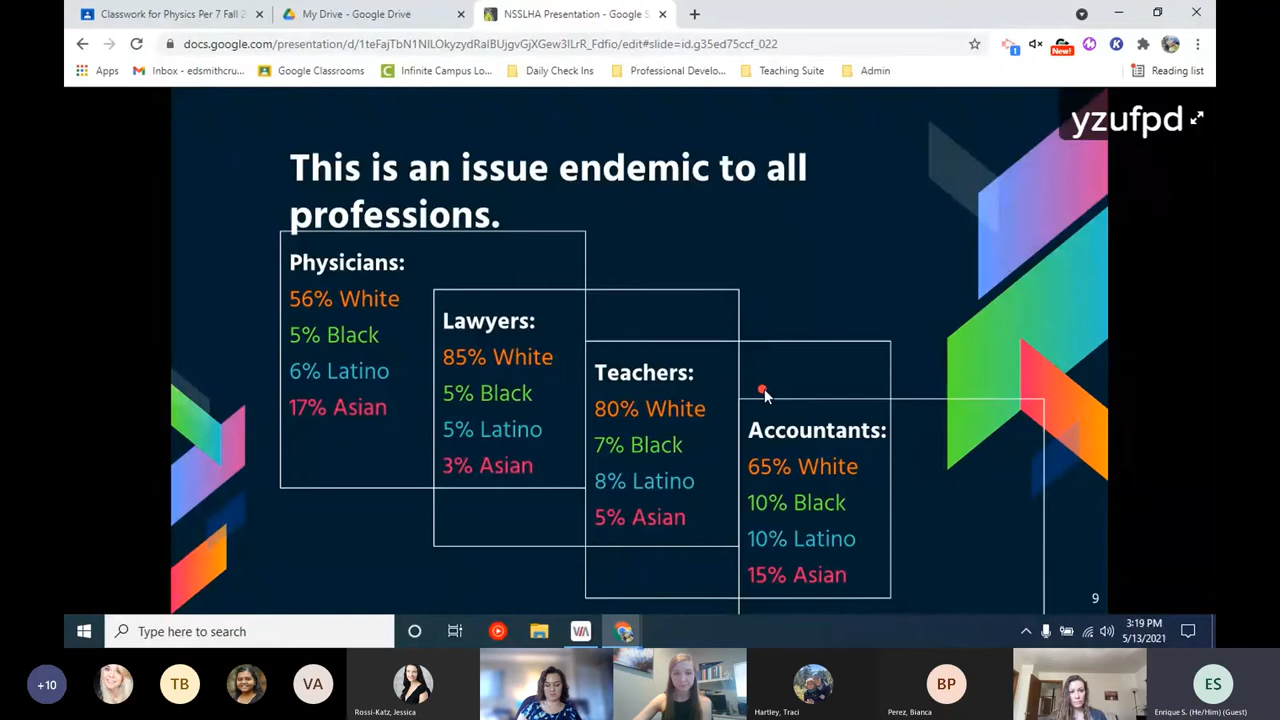 Classwork for Physics Per 7 Fall 2
My Drive - Google Drive
NSSLHA Presentation - Google S
docs.google.com/presentation/d/1teFajTbN1NILOkyzydRaIBUjgvGjXGew3ILrR_Fdfio/edit#slide=id.g35ed75ccf_022
New!
Apps
Inbox - edsmithcru...
Google Classrooms
Infinite Campus Lo...
Daily Check Ins
Professional Develo...
Teaching Suite
Admin
Reading list
yzufpd
This is an issue endemic to all
professions.
Physicians:
56% White
5% Black
6% Latino
17% Asian
Lawyers:
85% White
5% Black
5% Latino
3% Asian
Teachers:
80% White
7% Black
8% Latino
5% Asian
Accountants:
65% White
10% Black
10% Latino
15% Asian
9
Type here to search
VIA
3:19 PM
5/13/2021
+10
TB
VA
Rossi-Katz, Jessica
Hartley, Traci
BP
Perez, Bianca
ES
Enrique S. (He/Him) (Guest)